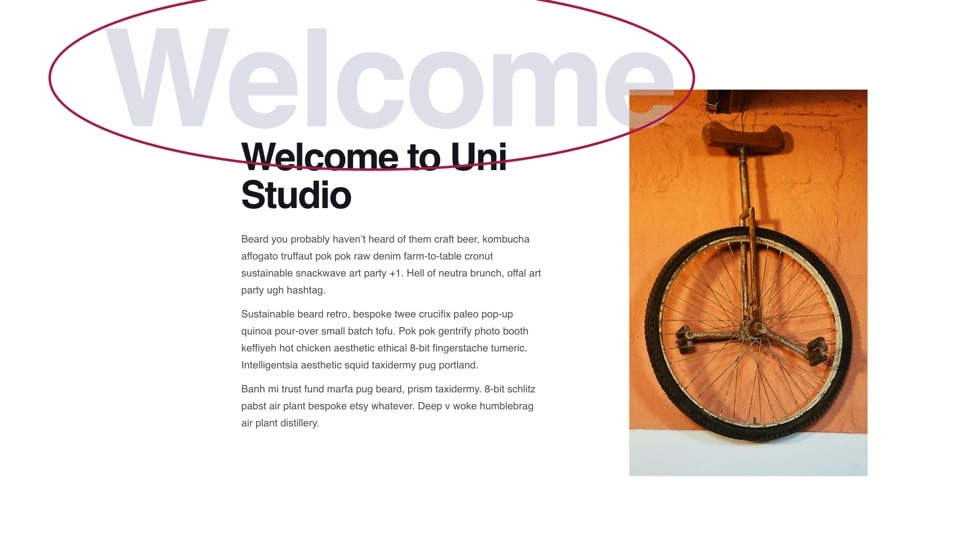 Welcome
Welcome to Uni
Studio
Beard you probably haven’t heard of them craft beer, kombucha
affogato truffaut pok pok raw denim farm-to-table cronut
sustainable snackwave art party +1. Hell of neutra brunch, offal art
party ugh hashtag.
Sustainable beard retro, bespoke twee crucifix paleo pop-up
quinoa pour-over small batch tofu. Pok pok gentrify photo booth
keffiyeh hot chicken aesthetic ethical 8-bit fingerstache tumeric.
Intelligentsia aesthetic squid taxidermy pug portland.
Banh mi trust fund marfa pug beard, prism taxidermy. 8-bit schlitz
pabst air plant bespoke etsy whatever. Deep v woke humblebrag
air plant distillery.